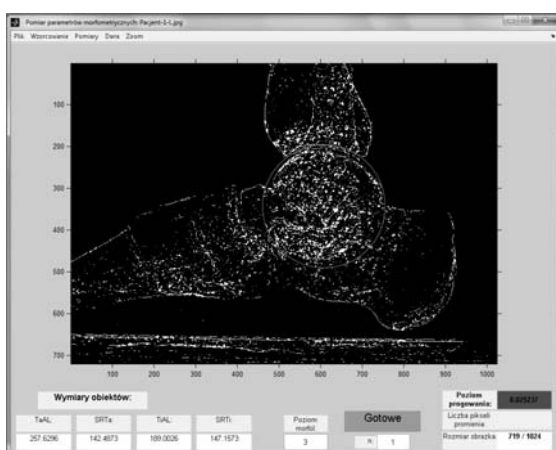 Pomiar parametrów morfometrycznych: Pacjent-1-L.jpg
Plik Wzorcowanie Pomiary Dane Zoom
100
200
300
400
500
600
700
100 200 300 400 500 600 700 800 900 1000
Wymiary obiektów:
TaAL: SRTa: TiAL: SRTi:
257.6296 142.4873 189.0026 147.1573
Poziom morfol:
3
Gotowe
N: 1
Poziom progowania:
Liczba pikseli promienia:
Rozmiar obrazka: 719 / 1024